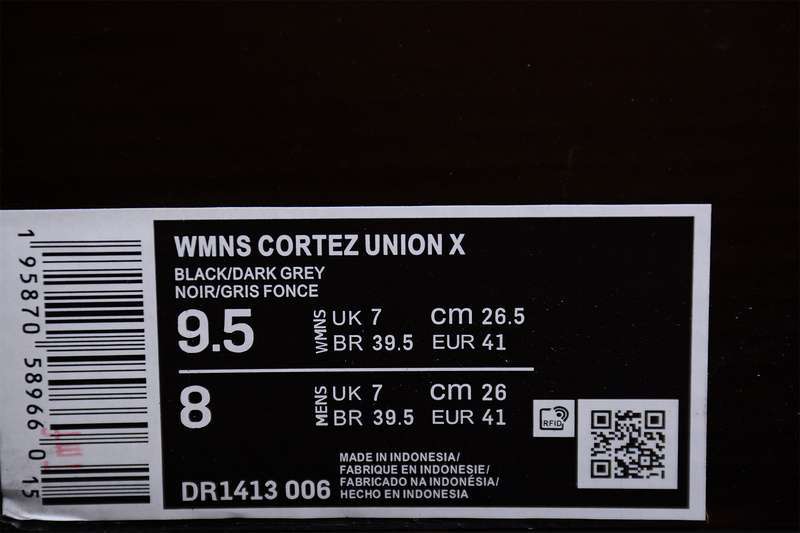 WMNS CORTEZ UNION X
BLACK/DARK GREY
NOIR/GRIS FONCE
9.5 WMNS UK 7 cm 26.5
BR 39.5 EUR 41
8 MENS UK 7 cm 26
BR 39.5 EUR 41
RFID
MADE IN INDONESIA/
FABRIQUE EN INDONESIE/
FABRICADO NA INDONÉSIA/
HECHO EN INDONESIA
DR1413 006
1 95870 58966 0 15